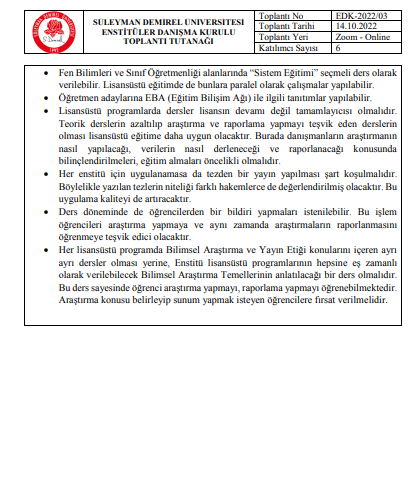 SULEYMAN DEMIREL UNIVERSITESI
ENSTİTÜLER DANIŞMA KURULU
TOPLANTI TUTANAĞI
Toplantı No EDK-2022/03
Toplantı Tarihi 14.10.2022
Toplantı Yeri Zoom - Online
Katılımcı Sayısı 6
• Fen Bilimleri ve Sınıf Öğretmenliği alanlarında “Sistem Eğitimi” seçmeli ders olarak
verilebilir. Lisansüstü eğitimde de bunlara paralel olarak çalışmalar yapılabilir.
• Öğretmen adaylarına EBA (Eğitim Bilişim Ağı) ile ilgili tanıtımlar yapılabilir.
• Lisansüstü programlarda dersler lisansın devamı değil tamamlayıcısı olmalıdır.
Teorik derslerin azaltılıp araştırma ve raporlama yapmayı teşvik eden derslerin
olması lisansüstü eğitime daha uygun olacaktır. Burada danışmanların araştırmanın
nasıl yapılacağı, verilerin nasıl derleneceği ve raporlanacağı konusunda
bilinçlendirilmeleri, eğitim almaları öncelikli olmalıdır.
• Her enstitü için uygulanamasa da tezden bir yayın yapılması şart koşulmalıdır.
Böylelikle yazılan tezlerin niteliği farklı hakemlerce de değerlendirilmiş olacaktır. Bu
uygulama kaliteyi de artıracaktır.
• Ders döneminde de öğrencilerden bir bildiri yapmaları istenilebilir. Bu işlem
öğrencileri araştırma yapmaya ve aynı zamanda araştırmaların raporlanmasını
öğrenmeye teşvik edici olacaktır.
• Her lisansüstü programda Bilimsel Araştırma ve Yayın Etiği konularını içeren ayrı
ayrı dersler olması yerine, Enstitü lisansüstü programlarının hepsine eş zamanlı
olarak verilebilecek Bilimsel Araştırma Temellerinin anlatılacağı bir ders olmalıdır.
Bu ders sayesinde öğrenci araştırma yapmayı, raporlama yapmayı öğrenebilmektedir.
Araştırma konusu belirleyip sunum yapmak isteyen öğrencilere fırsat verilmelidir.